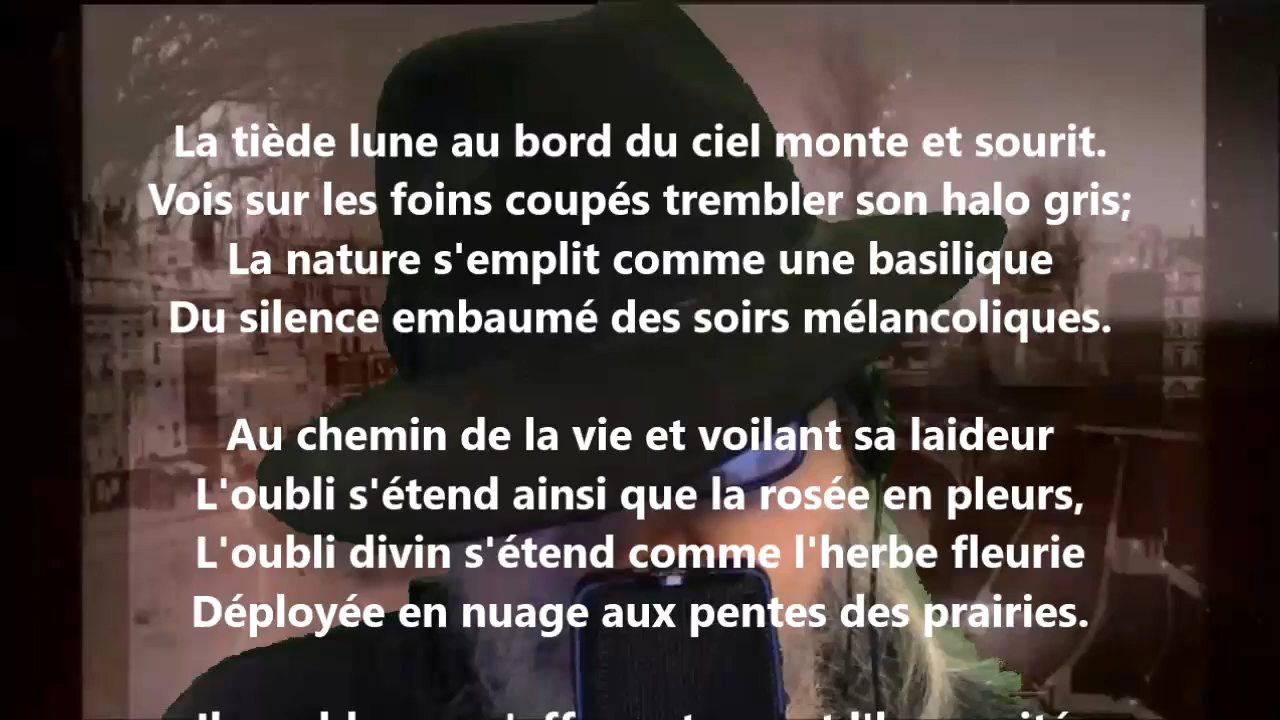 La tiède lune au bord du ciel monte et sourit.
Vois sur les foins coupés trembler son halo gris;
La nature s'emplit comme une basilique
Du silence embaumé des soirs mélancoliques.
Au chemin de la vie et voilant sa laideur
L'oubli s'étend ainsi que la rosée en pleurs,
L'oubli divin s'étend comme l'herbe fleurie
Déployée en nuage aux pentes des prairies.